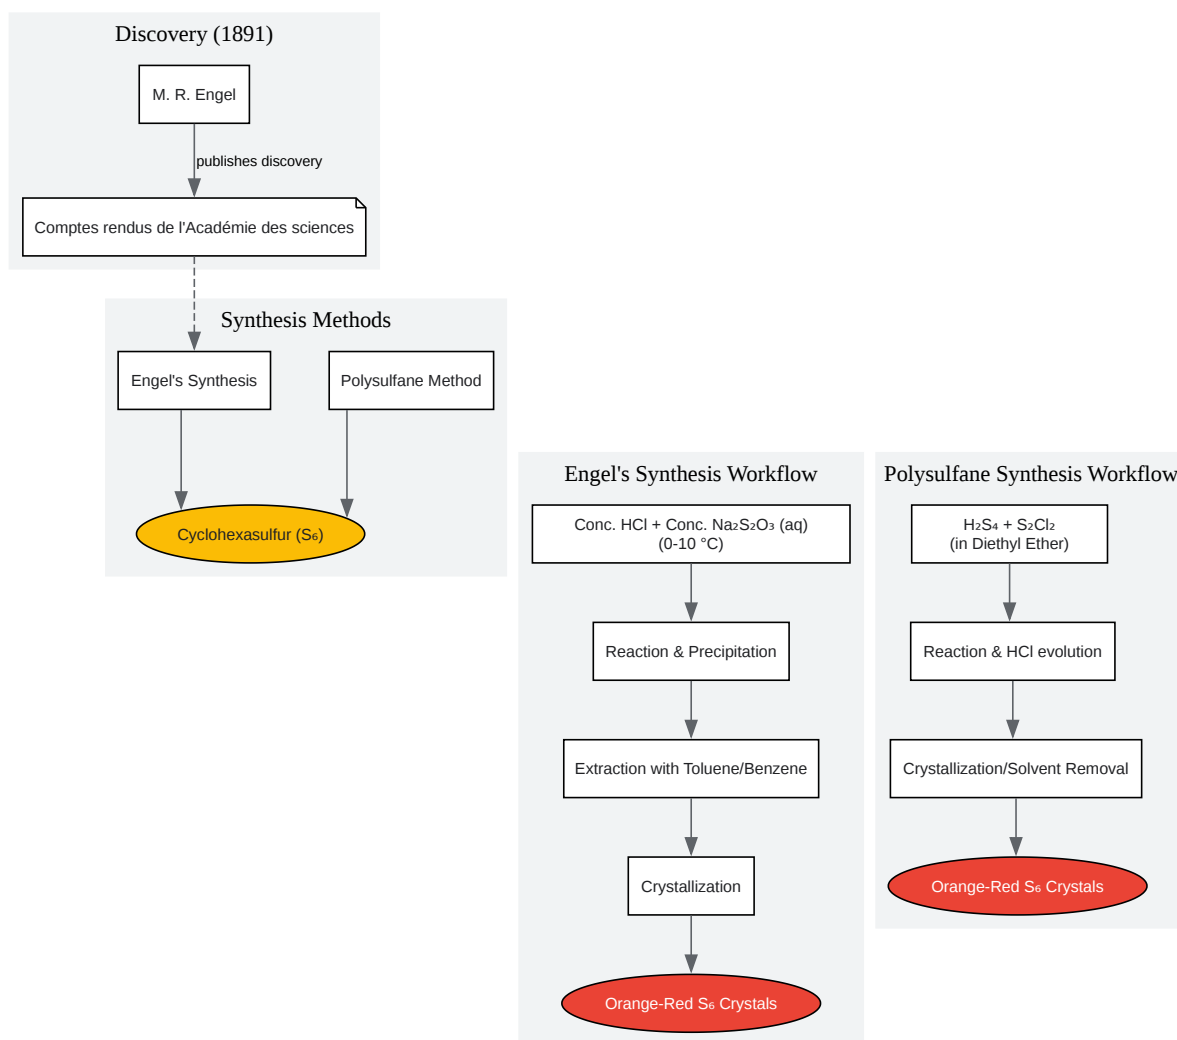 Discovery (1891)
M. R. Engel
publishes discovery
Comptes rendus de l'Académie des sciences
Synthesis Methods
Engel's Synthesis
Polysulfane Method
Cyclohexasulfur (S₆)
Engel's Synthesis Workflow
Conc. HCl + Conc. Na₂S₂O₃ (aq)
(0-10 °C)
Reaction & Precipitation
Extraction with Toluene/Benzene
Crystallization
Orange-Red S₆ Crystals
Polysulfane Synthesis Workflow
H₂S₄ + S₂Cl₂
(in Diethyl Ether)
Reaction & HCl evolution
Crystallization/Solvent Removal
Orange-Red S₆ Crystals